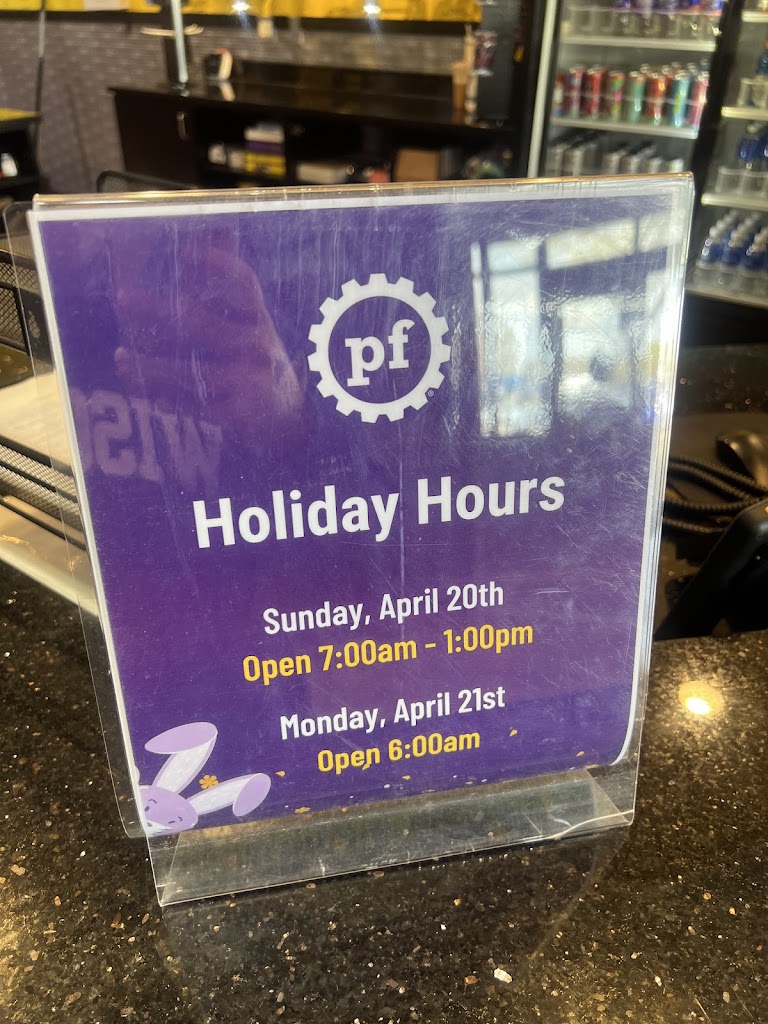 pf
Holiday Hours
Sunday, April 20th
Open 7:00am - 1:00pm
Monday, April 21st
Open 6:00am